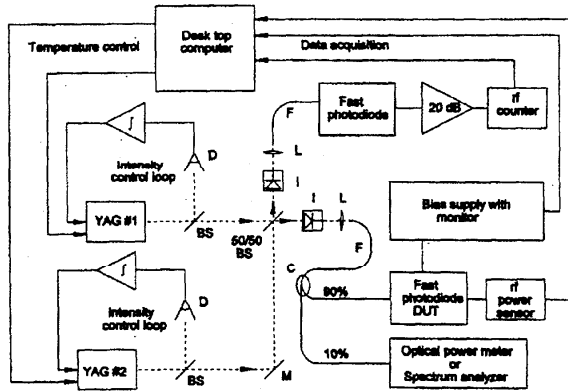 Temperature control
Desk top
computer
Data acquisition
∫
D
Intensity
control loop
YAG #1
BS
50/50
BS
F
L
I
Fast
photodiode
20 dB
rf
counter
I
L
F
C
90%
10%
Bias supply with
monitor
Fast
photodiode
DUT
rf
power
sensor
Optical power meter
or
Spectrum analyzer
∫
D
Intensity
control loop
YAG #2
BS
M